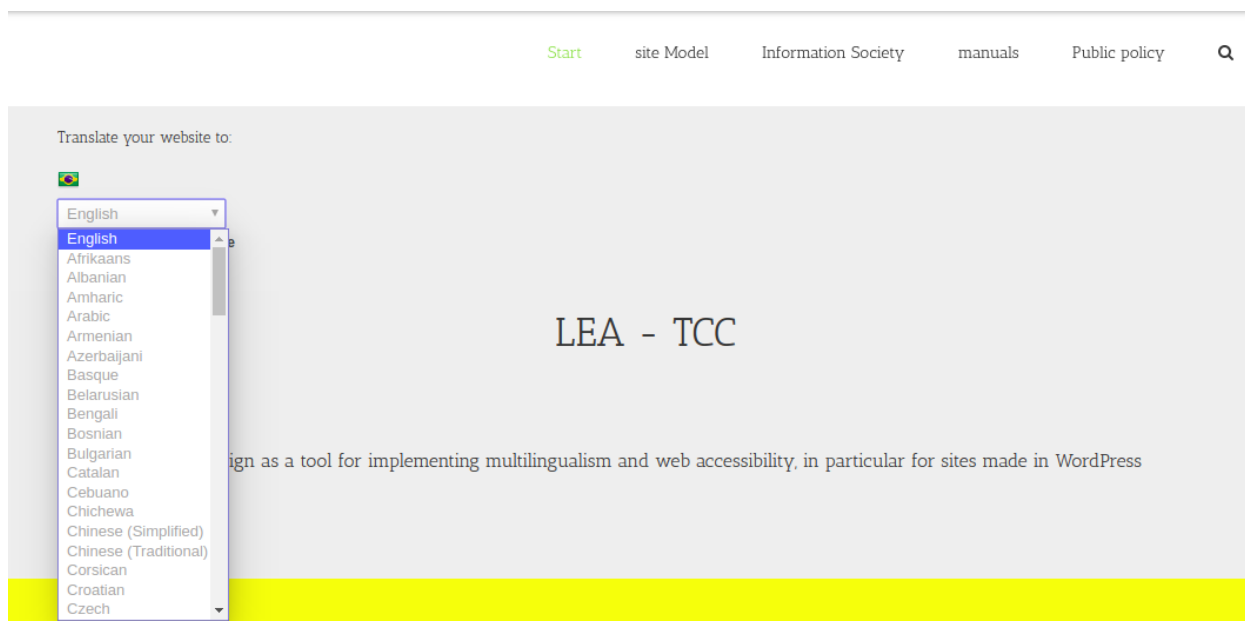 Start site Model Information Society manuals Public policy
Translate your website to:
English
English
Afrikaans
Albanian
Amharic
Arabic
Armenian
Azerbaijani
Basque
Belarusian
Bengali
Bosnian
Bulgarian
Catalan
Cebuano
Chichewa
Chinese (Simplified)
Chinese (Traditional)
Corsican
Croatian
Czech
LEA - TCC
ign as a tool for implementing multilingualism and web accessibility, in particular for sites made in WordPress